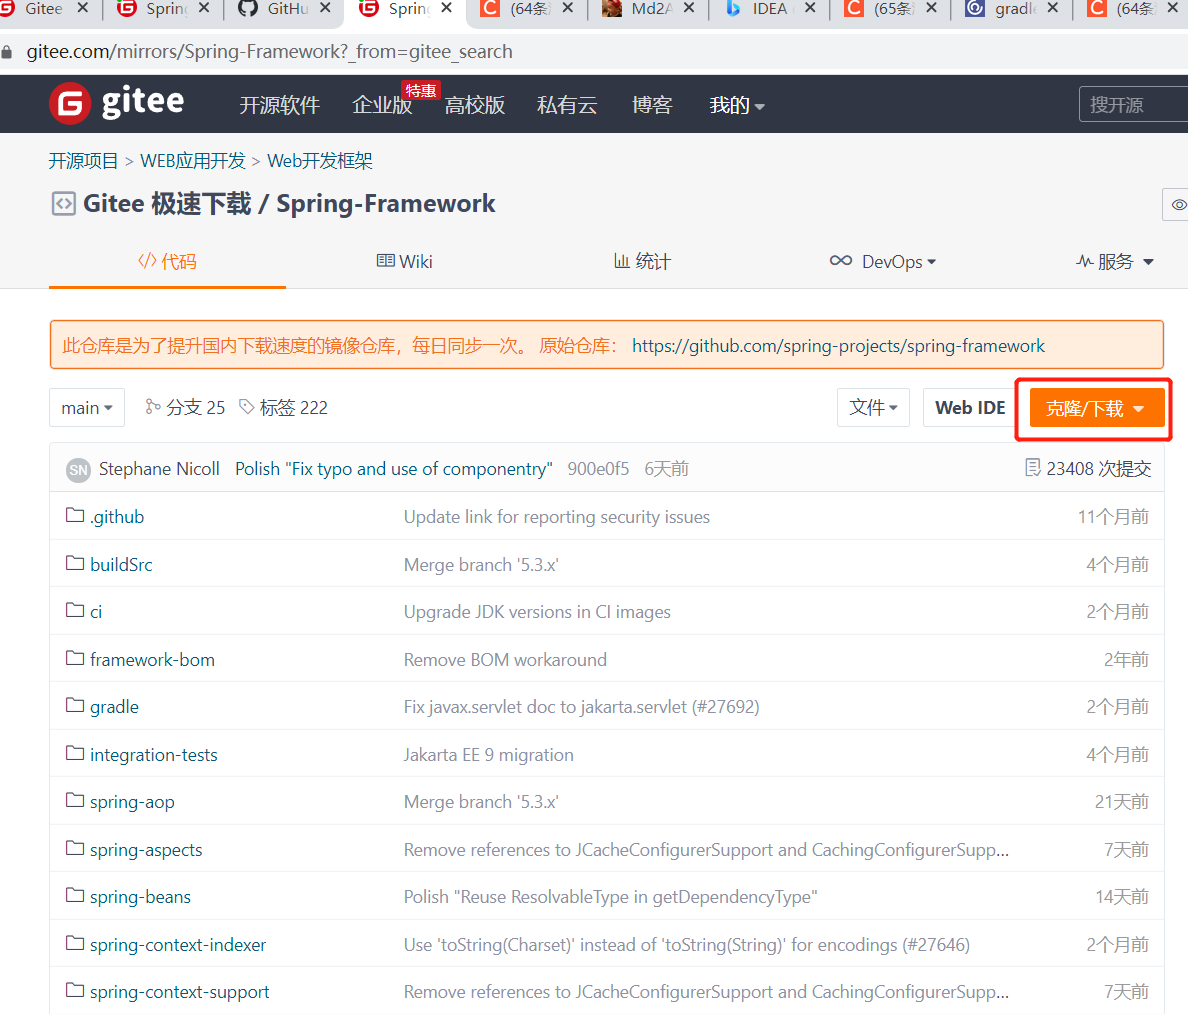 Gitee Spring GitHu Spring (64条 Md2A IDEA (65条 gradle (64条
gitee.com/mirrors/Spring-Framework?_from=gitee_search
gitee 开源软件 企业版 特惠 高校版 私有云 博客 我的 搜开源
开源项目 > WEB应用开发 > Web开发框架
Gitee 极速下载 / Spring-Framework
代码 Wiki 统计 DevOps 服务
此仓库是为了提升国内下载速度的镜像仓库，每日同步一次。 原始仓库： https://github.com/spring-projects/spring-framework
main 分支 25 标签 222 文件 Web IDE 克隆/下载
SN Stephane Nicoll Polish "Fix typo and use of componentry" 900e0f5 6天前 23408 次提交
.github Update link for reporting security issues 11个月前
buildSrc Merge branch '5.3.x' 4个月前
ci Upgrade JDK versions in CI images 2个月前
framework-bom Remove BOM workaround 2年前
gradle Fix javax.servlet doc to jakarta.servlet (#27692) 2个月前
integration-tests Jakarta EE 9 migration 4个月前
spring-aop Merge branch '5.3.x' 21天前
spring-aspects Remove references to JCacheConfigurerSupport and CachingConfigurerSupp... 7天前
spring-beans Polish "Reuse ResolvableType in getDependencyType" 14天前
spring-context-indexer Use 'toString(Charset)' instead of 'toString(String)' for encodings (#27646) 2个月前
spring-context-support Remove references to JCacheConfigurerSupport and CachingConfigurerSupp... 7天前